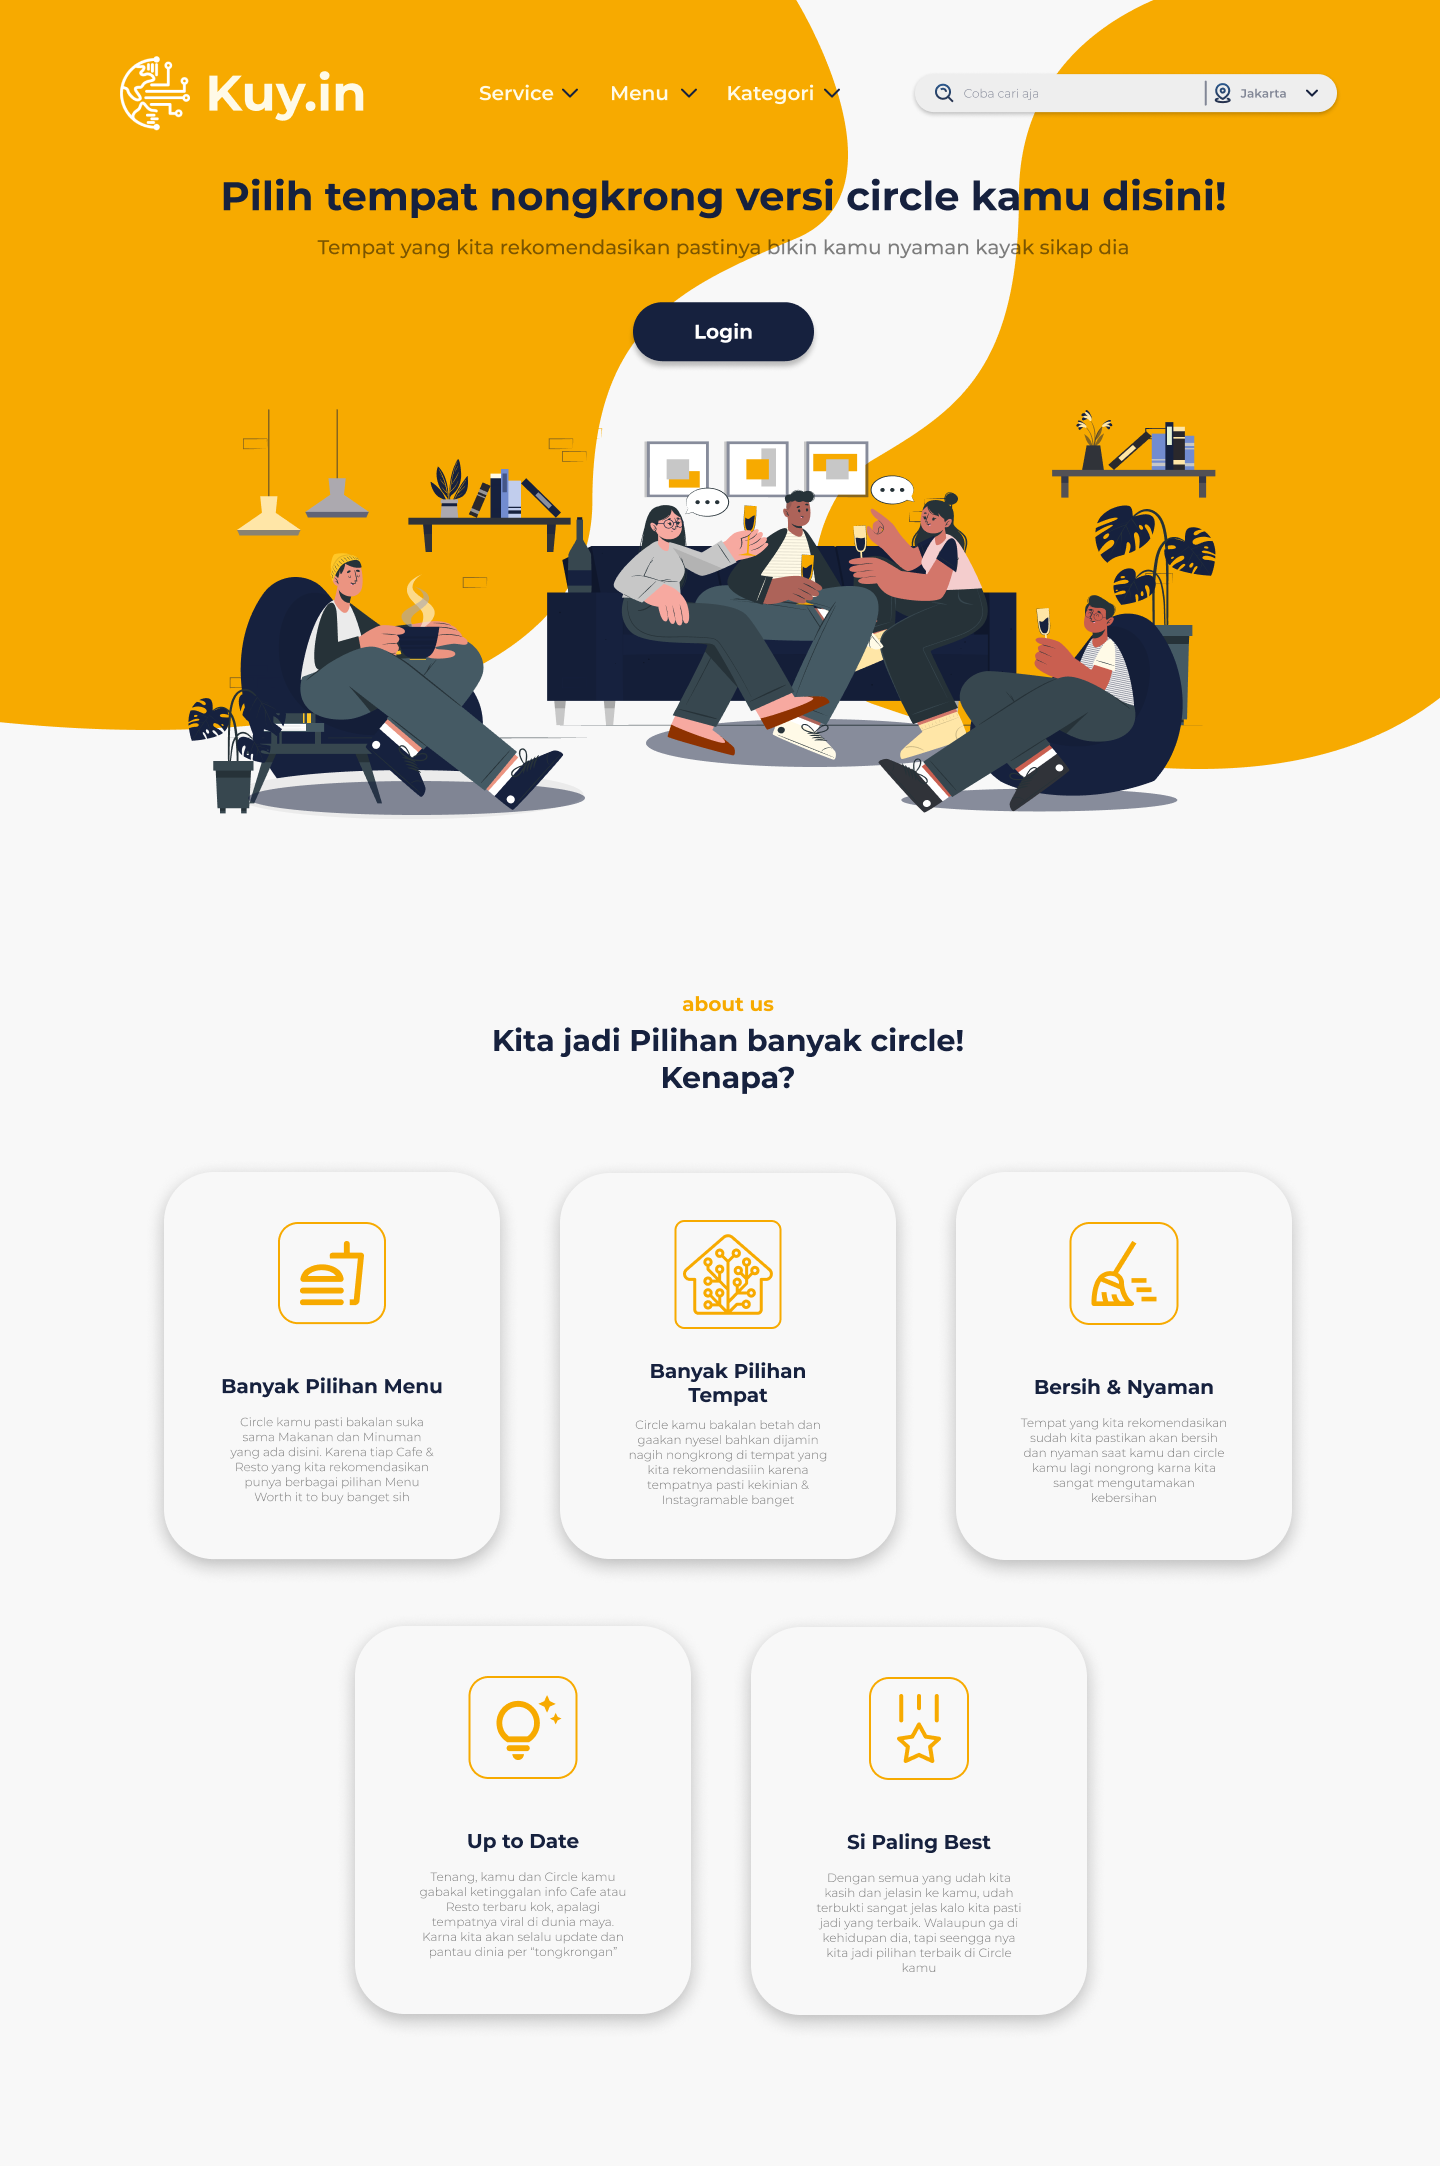 Kuy.in
Service
Menu
Kategori
Coba cari aja
Jakarta
Pilih tempat nongkrong versi circle kamu disini!
Tempat yang kita rekomendasikan pastinya bikin kamu nyaman kayak sikap dia
Login
about us
Kita jadi Pilihan banyak circle!
Kenapa?
Banyak Pilihan Menu
Circle kamu pasti bakalan suka
sama Makanan dan Minuman
yang ada disini. Karena tiap Cafe &
Resto yang kita rekomendasikan
punya berbagai pilihan Menu
Worth it to buy banget sih
Banyak Pilihan
Tempat
Circle kamu bakalan betah dan
gaakan nyesel bahkan dijamin
nagih nongkrong di tempat yang
kita rekomendasiiin karena
tempatnya pasti kekinian &
Instagramable banget
Bersih & Nyaman
Tempat yang kita rekomendasikan
sudah kita pastikan akan bersih
dan nyaman saat kamu dan circle
kamu lagi nongrong karna kita
sangat mengutamakan
kebersihan
Up to Date
Tenang, kamu dan Circle kamu
gabakal ketinggalan info Cafe atau
Resto terbaru kok, apalagi
tempatnya viral di dunia maya.
Karna kita akan selalu update dan
pantau dinia per “tongkrongan”
Si Paling Best
Dengan semua yang udah kita
kasih dan jelasin ke kamu, udah
terbukti sangat jelas kalo kita pasti
jadi yang terbaik. Walaupun ga di
kehidupan dia, tapi seengga nya
kita jadi pilihan terbaik di Circle
kamu